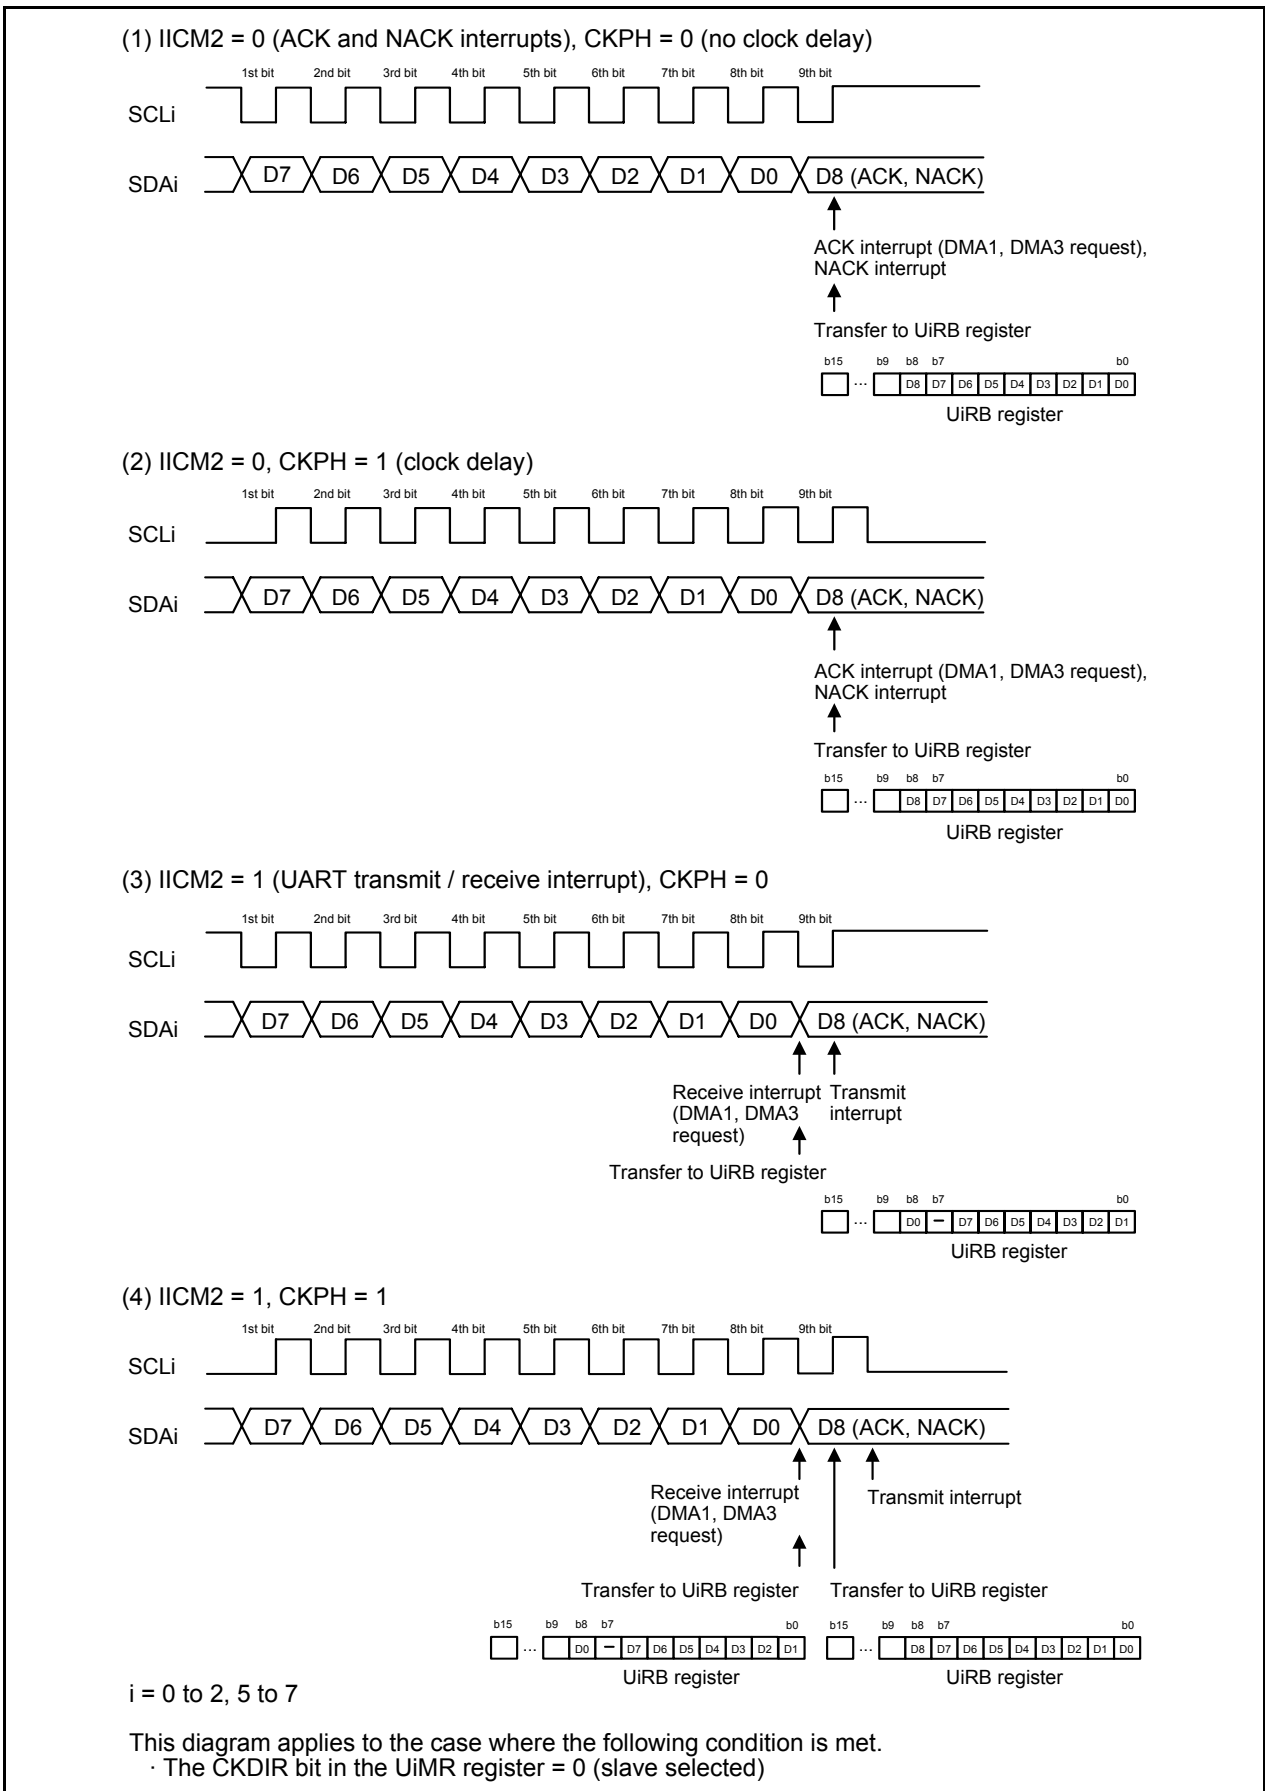 (1) IICM2 = 0 (ACK and NACK interrupts), CKPH = 0 (no clock delay)
1st bit 2nd bit 3rd bit 4th bit 5th bit 6th bit 7th bit 8th bit 9th bit
SCLi
SDAi D7 D6 D5 D4 D3 D2 D1 D0 D8 (ACK, NACK)
ACK interrupt (DMA1, DMA3 request),
NACK interrupt
Transfer to UiRB register
b15 b9 b8 b7 b0
... D8 D7 D6 D5 D4 D3 D2 D1 D0
UiRB register
(2) IICM2 = 0, CKPH = 1 (clock delay)
1st bit 2nd bit 3rd bit 4th bit 5th bit 6th bit 7th bit 8th bit 9th bit
SCLi
SDAi D7 D6 D5 D4 D3 D2 D1 D0 D8 (ACK, NACK)
ACK interrupt (DMA1, DMA3 request),
NACK interrupt
Transfer to UiRB register
b15 b9 b8 b7 b0
... D8 D7 D6 D5 D4 D3 D2 D1 D0
UiRB register
(3) IICM2 = 1 (UART transmit / receive interrupt), CKPH = 0
1st bit 2nd bit 3rd bit 4th bit 5th bit 6th bit 7th bit 8th bit 9th bit
SCLi
SDAi D7 D6 D5 D4 D3 D2 D1 D0 D8 (ACK, NACK)
Receive interrupt Transmit
(DMA1, DMA3 interrupt
request)
Transfer to UiRB register
b15 b9 b8 b7 b0
... D0 – D7 D6 D5 D4 D3 D2 D1
UiRB register
(4) IICM2 = 1, CKPH = 1
1st bit 2nd bit 3rd bit 4th bit 5th bit 6th bit 7th bit 8th bit 9th bit
SCLi
SDAi D7 D6 D5 D4 D3 D2 D1 D0 D8 (ACK, NACK)
Receive interrupt Transmit interrupt
(DMA1, DMA3
request)
Transfer to UiRB register Transfer to UiRB register
b15 b9 b8 b7 b0 b15 b9 b8 b7 b0
... D0 – D7 D6 D5 D4 D3 D2 D1 ... D8 D7 D6 D5 D4 D3 D2 D1 D0
UiRB register UiRB register
i = 0 to 2, 5 to 7
This diagram applies to the case where the following condition is met.
· The CKDIR bit in the UiMR register = 0 (slave selected)